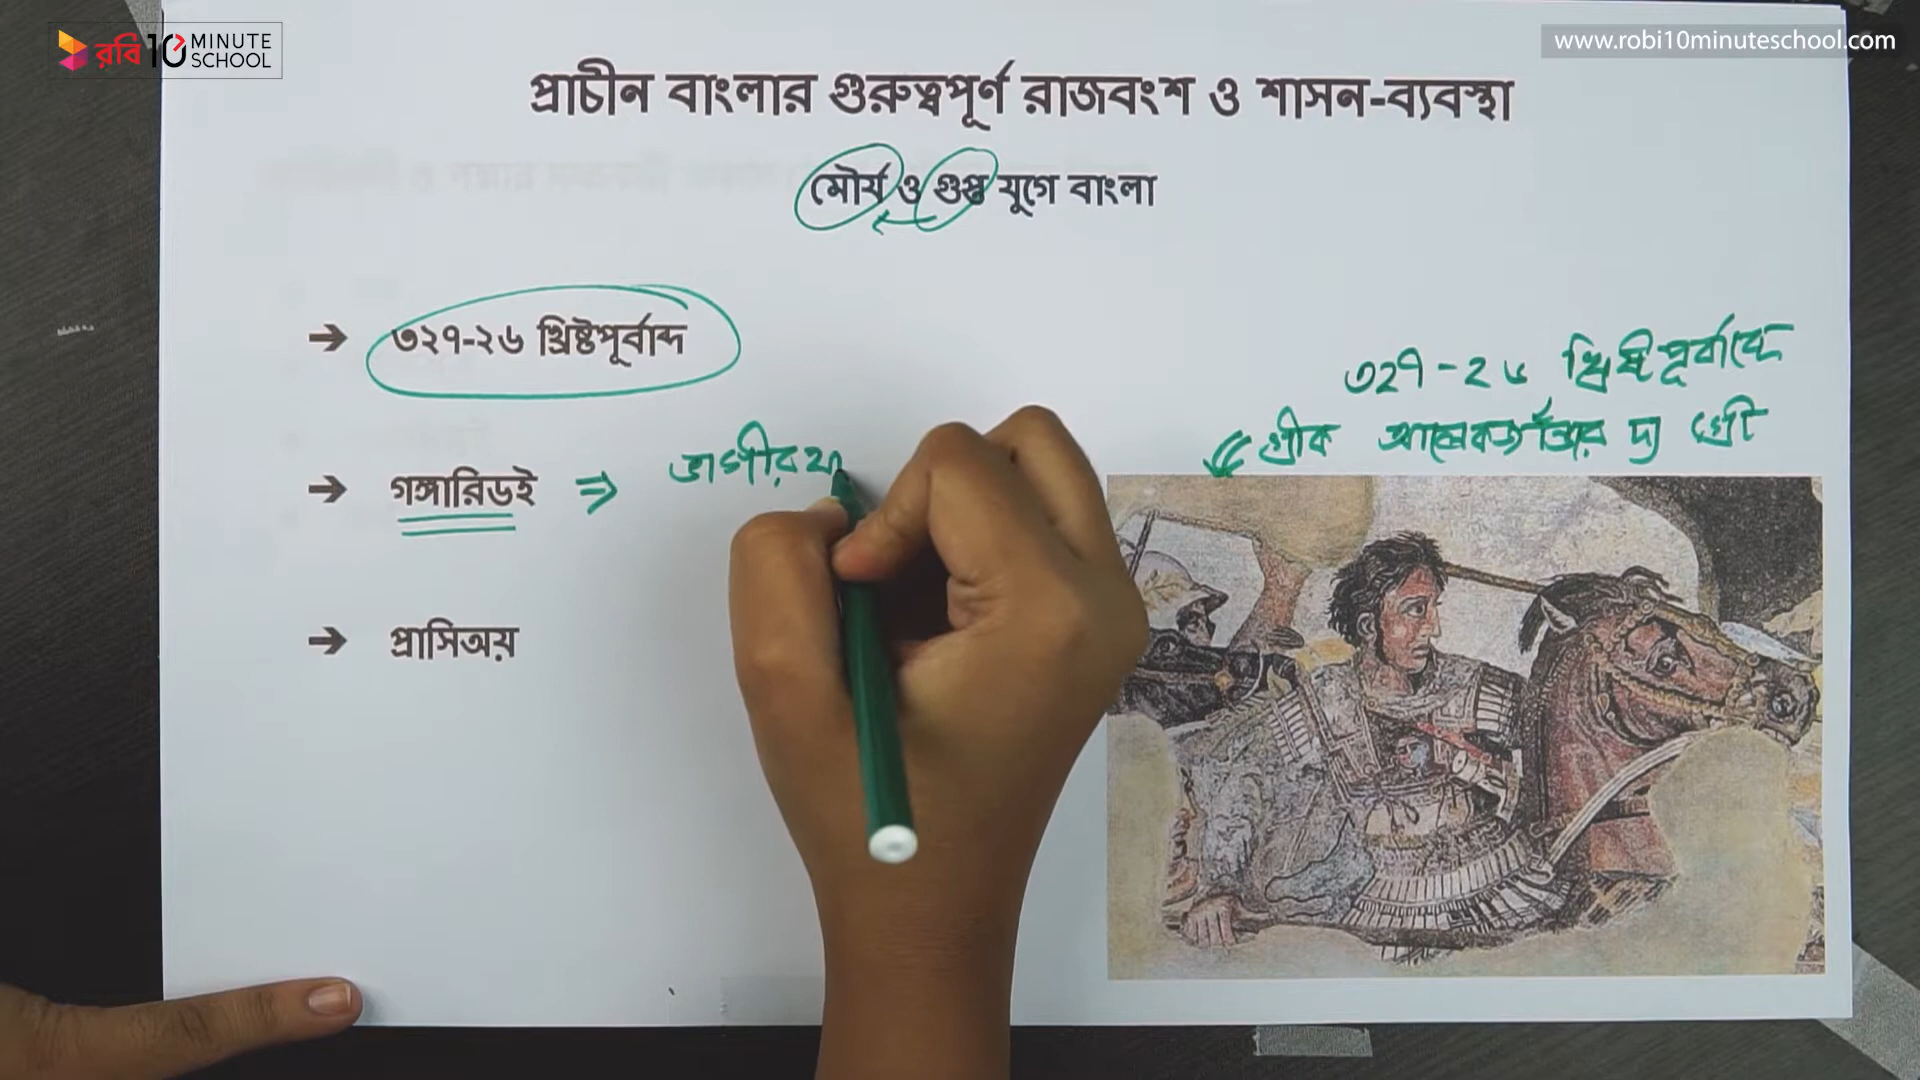 রবি 10 MINUTE SCHOOL
www.robi10minuteschool.com
প্রাচীন বাংলার গুরুত্বপূর্ণ রাজবংশ ও শাসন-ব্যবস্থা
মৌর্য ও গুপ্ত যুগে বাংলা
→ ৩২৭-২৬ খ্রিষ্টপূর্বাব্দ
৩২৭-২৬ খ্রিষ্টপূর্বাব্দে
গ্রীক আলেকজান্ডার দ্য গ্রেট
→ গঙ্গারিডই ⇒ ভাগীরথ
→ প্রাসিঅয়